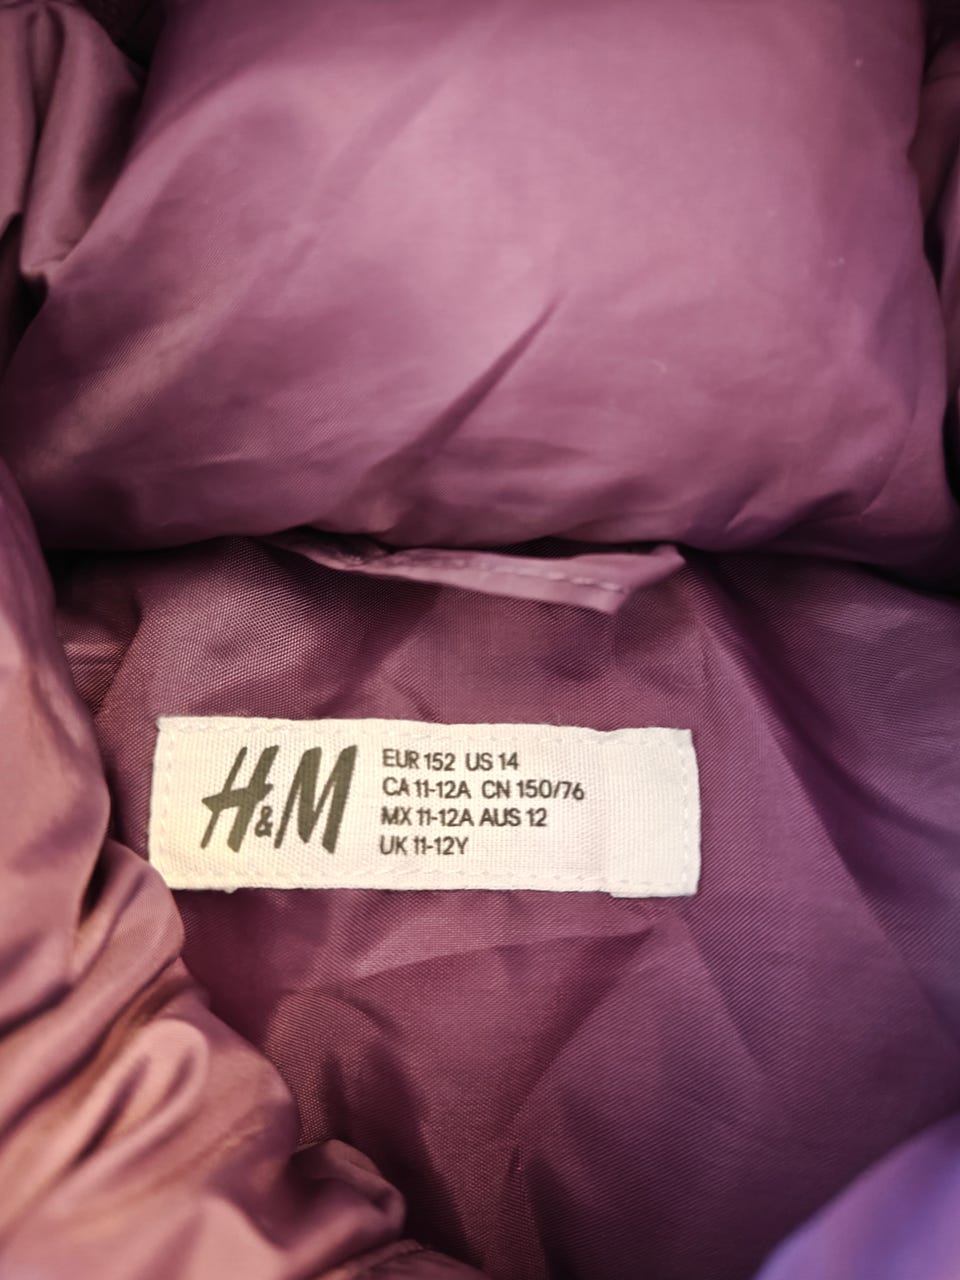 H&M
EUR 152 US 14
CA 11-12A CN 150/76
MX 11-12A AUS 12
UK 11-12Y